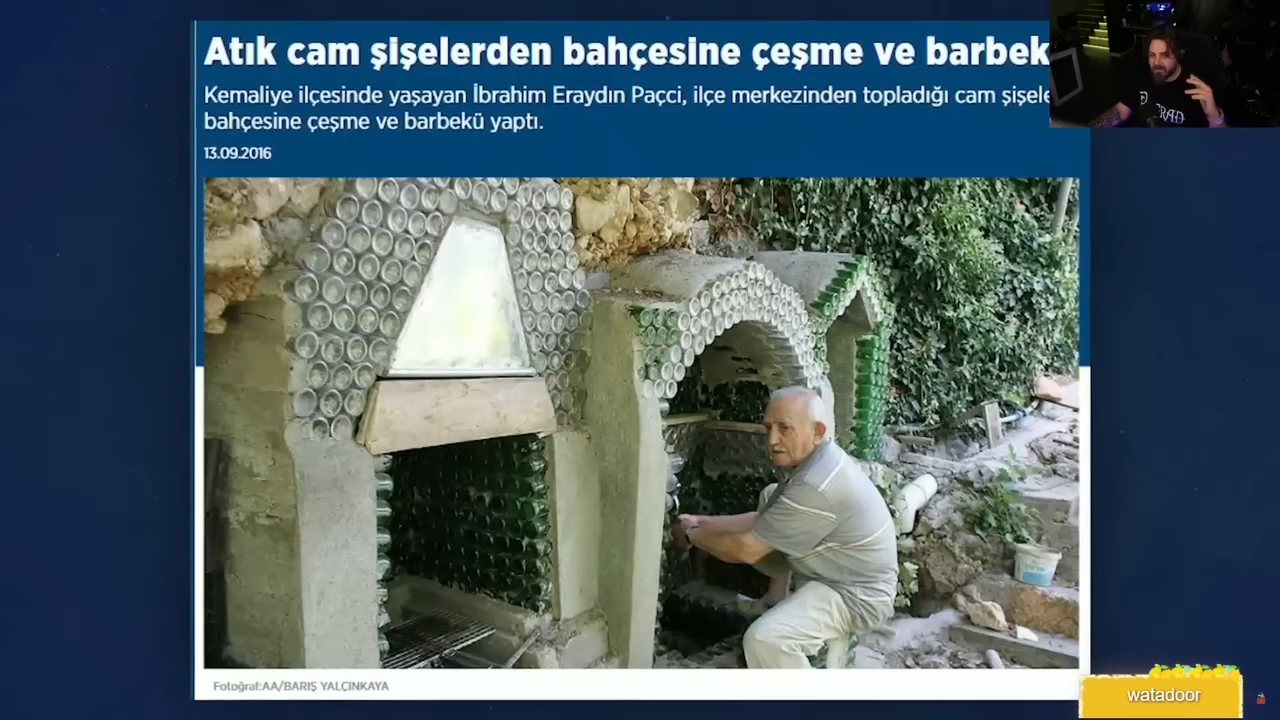 Atık cam şişelerden bahçesine çeşme ve barbek
Kemaliye ilçesinde yaşayan İbrahim Eraydın Paçci, ilçe merkezinden topladığı cam şişele
bahçesine çeşme ve barbekü yaptı.
13.09.2016
Fotoğraf:AA/BARIŞ YALÇINKAYA
watadoor